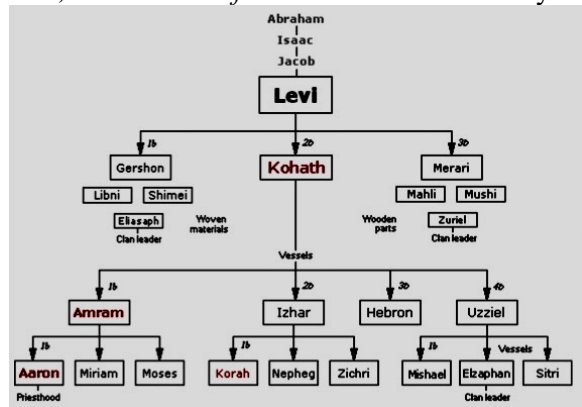 Abraham
Isaac
Jacob
Levi
1b 2b 3b
Gershon Kohath Merari
Libni Shimei Mahli Mushi
Eliasaph Woven materials Wooden parts Zuriel
Clan leader Clan leader
Vessels
1b 2b 3b 4b
Amram Izhar Hebron Uzziel
1b 1b 1b Vessels
Aaron Miriam Moses Korah Nepheg Zichri Mishael Elzaphan Sitri
Priesthood Clan leader